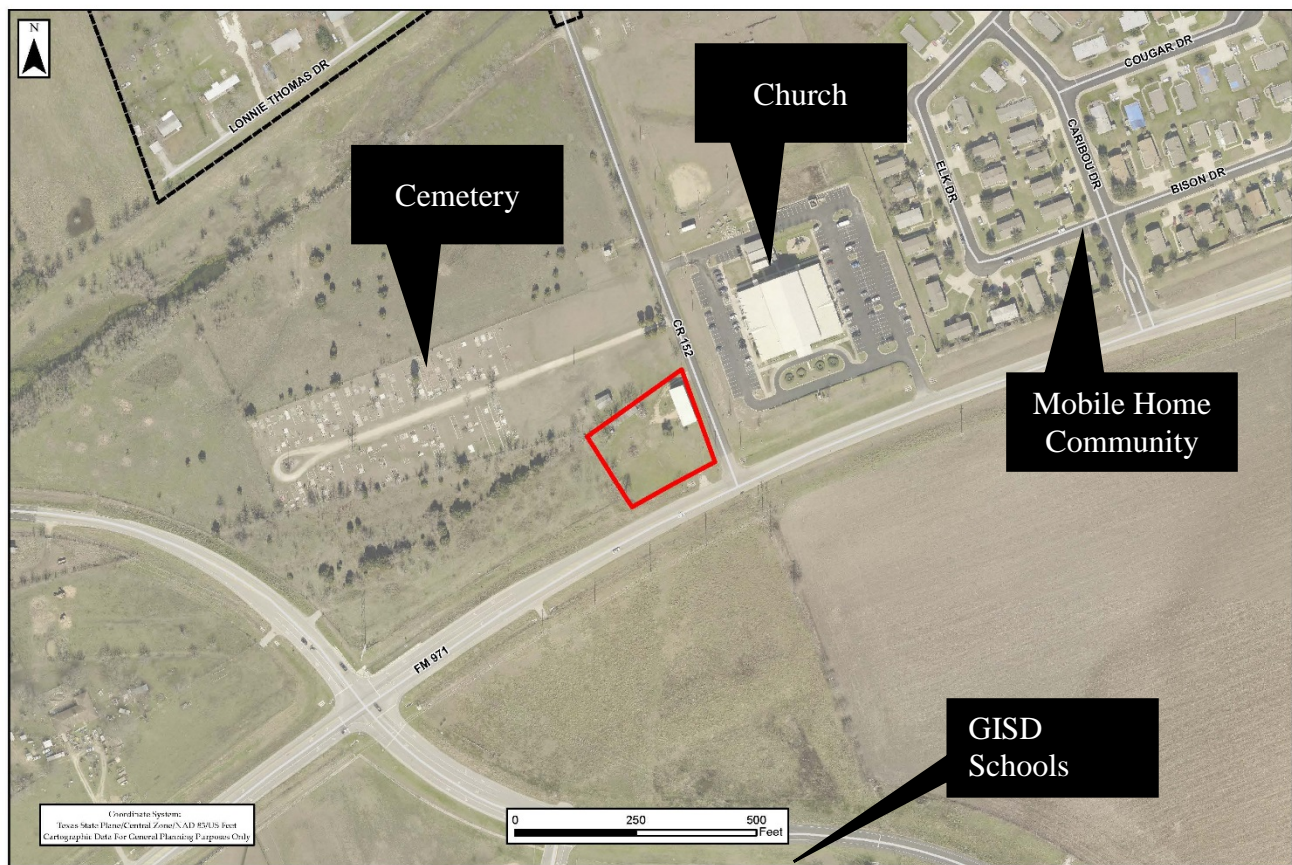 N
LONNIE THOMAS DR
Cemetery
Church
COUGAR DR
CARIBOU DR
ELK DR
BISON DR
CR 152
Mobile Home
Community
FM 971
GISD
Schools
Coordinate System:
Texas State Plane/Central Zone/NAD 83/US Feet
Cartographic Data For General Planning Purposes Only
0 250 500
Feet